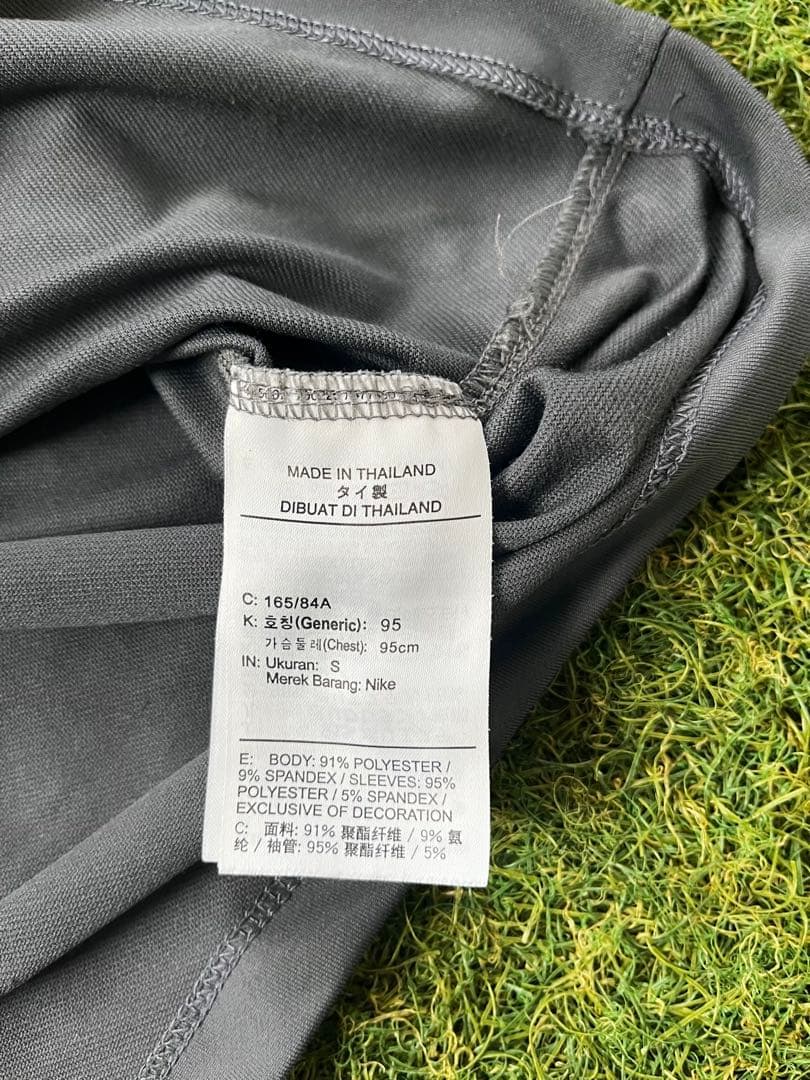 MADE IN THAILAND
タイ製
DIBUAT DI THAILAND
C: 165/84A
K: 호칭(Generic): 95
가슴둘레(Chest): 95cm
IN: Ukuran: S
Merek Barang: Nike
E: BODY: 91% POLYESTER /
9% SPANDEX / SLEEVES: 95%
POLYESTER / 5% SPANDEX /
EXCLUSIVE OF DECORATION
C: 面料: 91% 聚酯纤维 / 9% 氨
纶 / 袖管: 95% 聚酯纤维 / 5%